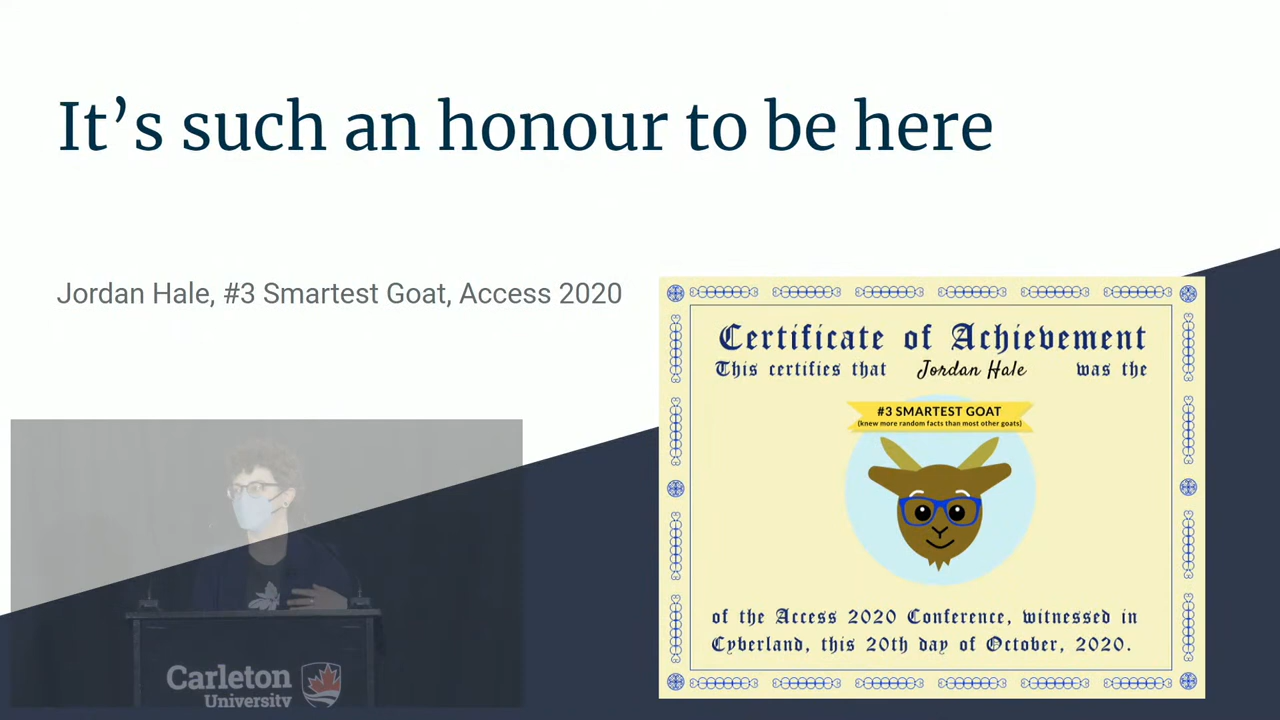 It’s such an honour to be here
Jordan Hale, #3 Smartest Goat, Access 2020
Certificate of Achievement
This certifies that Jordan Hale was the
#3 SMARTEST GOAT
(knew more random facts than most other goats)
of the Access 2020 Conference, witnessed in
Cyberland, this 20th day of October, 2020.
Carleton
University